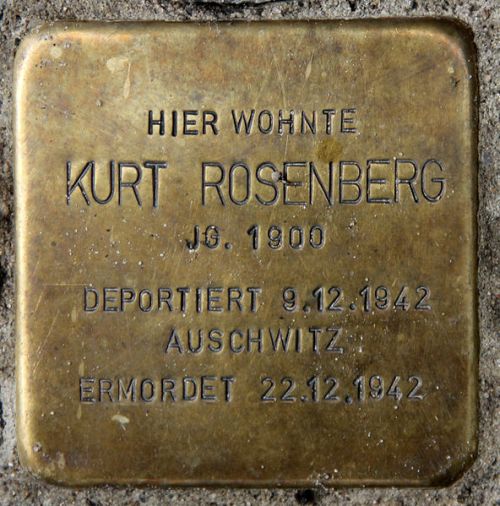 HIER WOHNTE
KURT ROSENBERG
JG. 1900
DEPORTIERT 9.12.1942
AUSCHWITZ
ERMORDET 22.12.1942